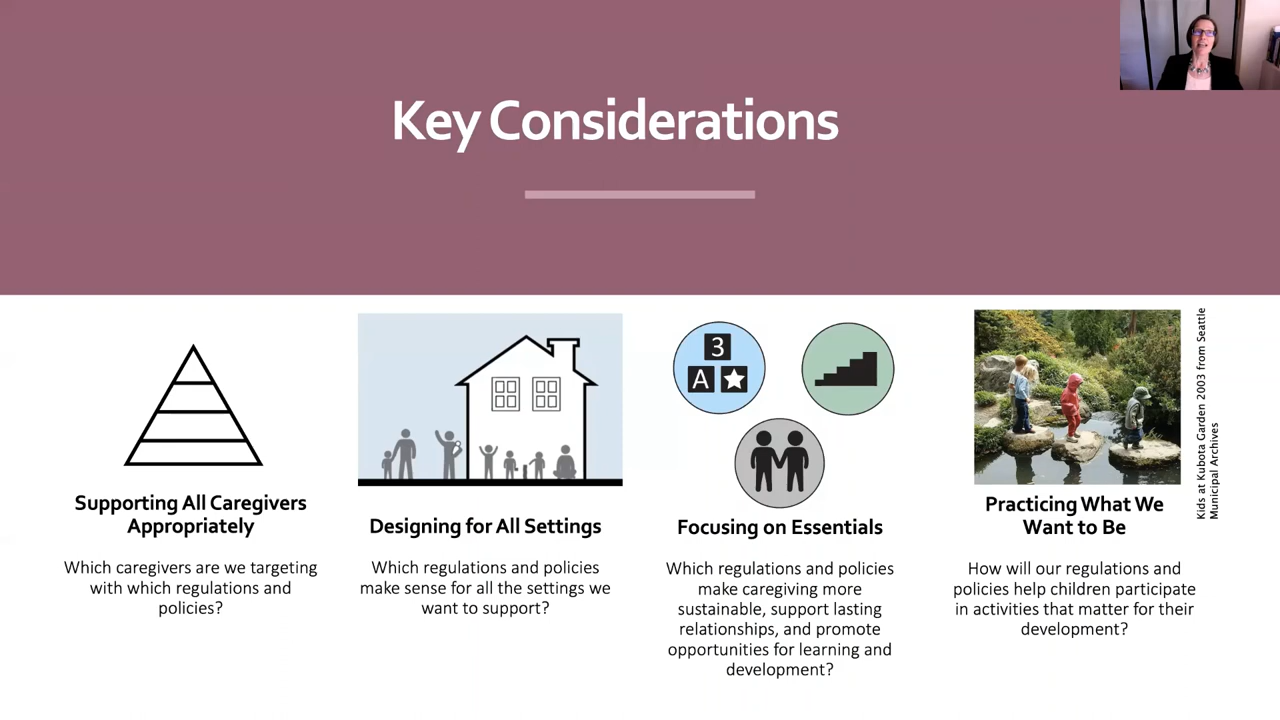 Key Considerations
3
A
Supporting All Caregivers
Appropriately
Which caregivers are we targeting
with which regulations and
policies?
Designing for All Settings
Which regulations and policies
make sense for all the settings we
want to support?
Focusing on Essentials
Which regulations and policies
make caregiving more
sustainable, support lasting
relationships, and promote
opportunities for learning and
development?
Practicing What We
Want to Be
How will our regulations and
policies help children participate
in activities that matter for their
development?
Kids at Kubota Garden 2003 from Seattle
Municipal Archives